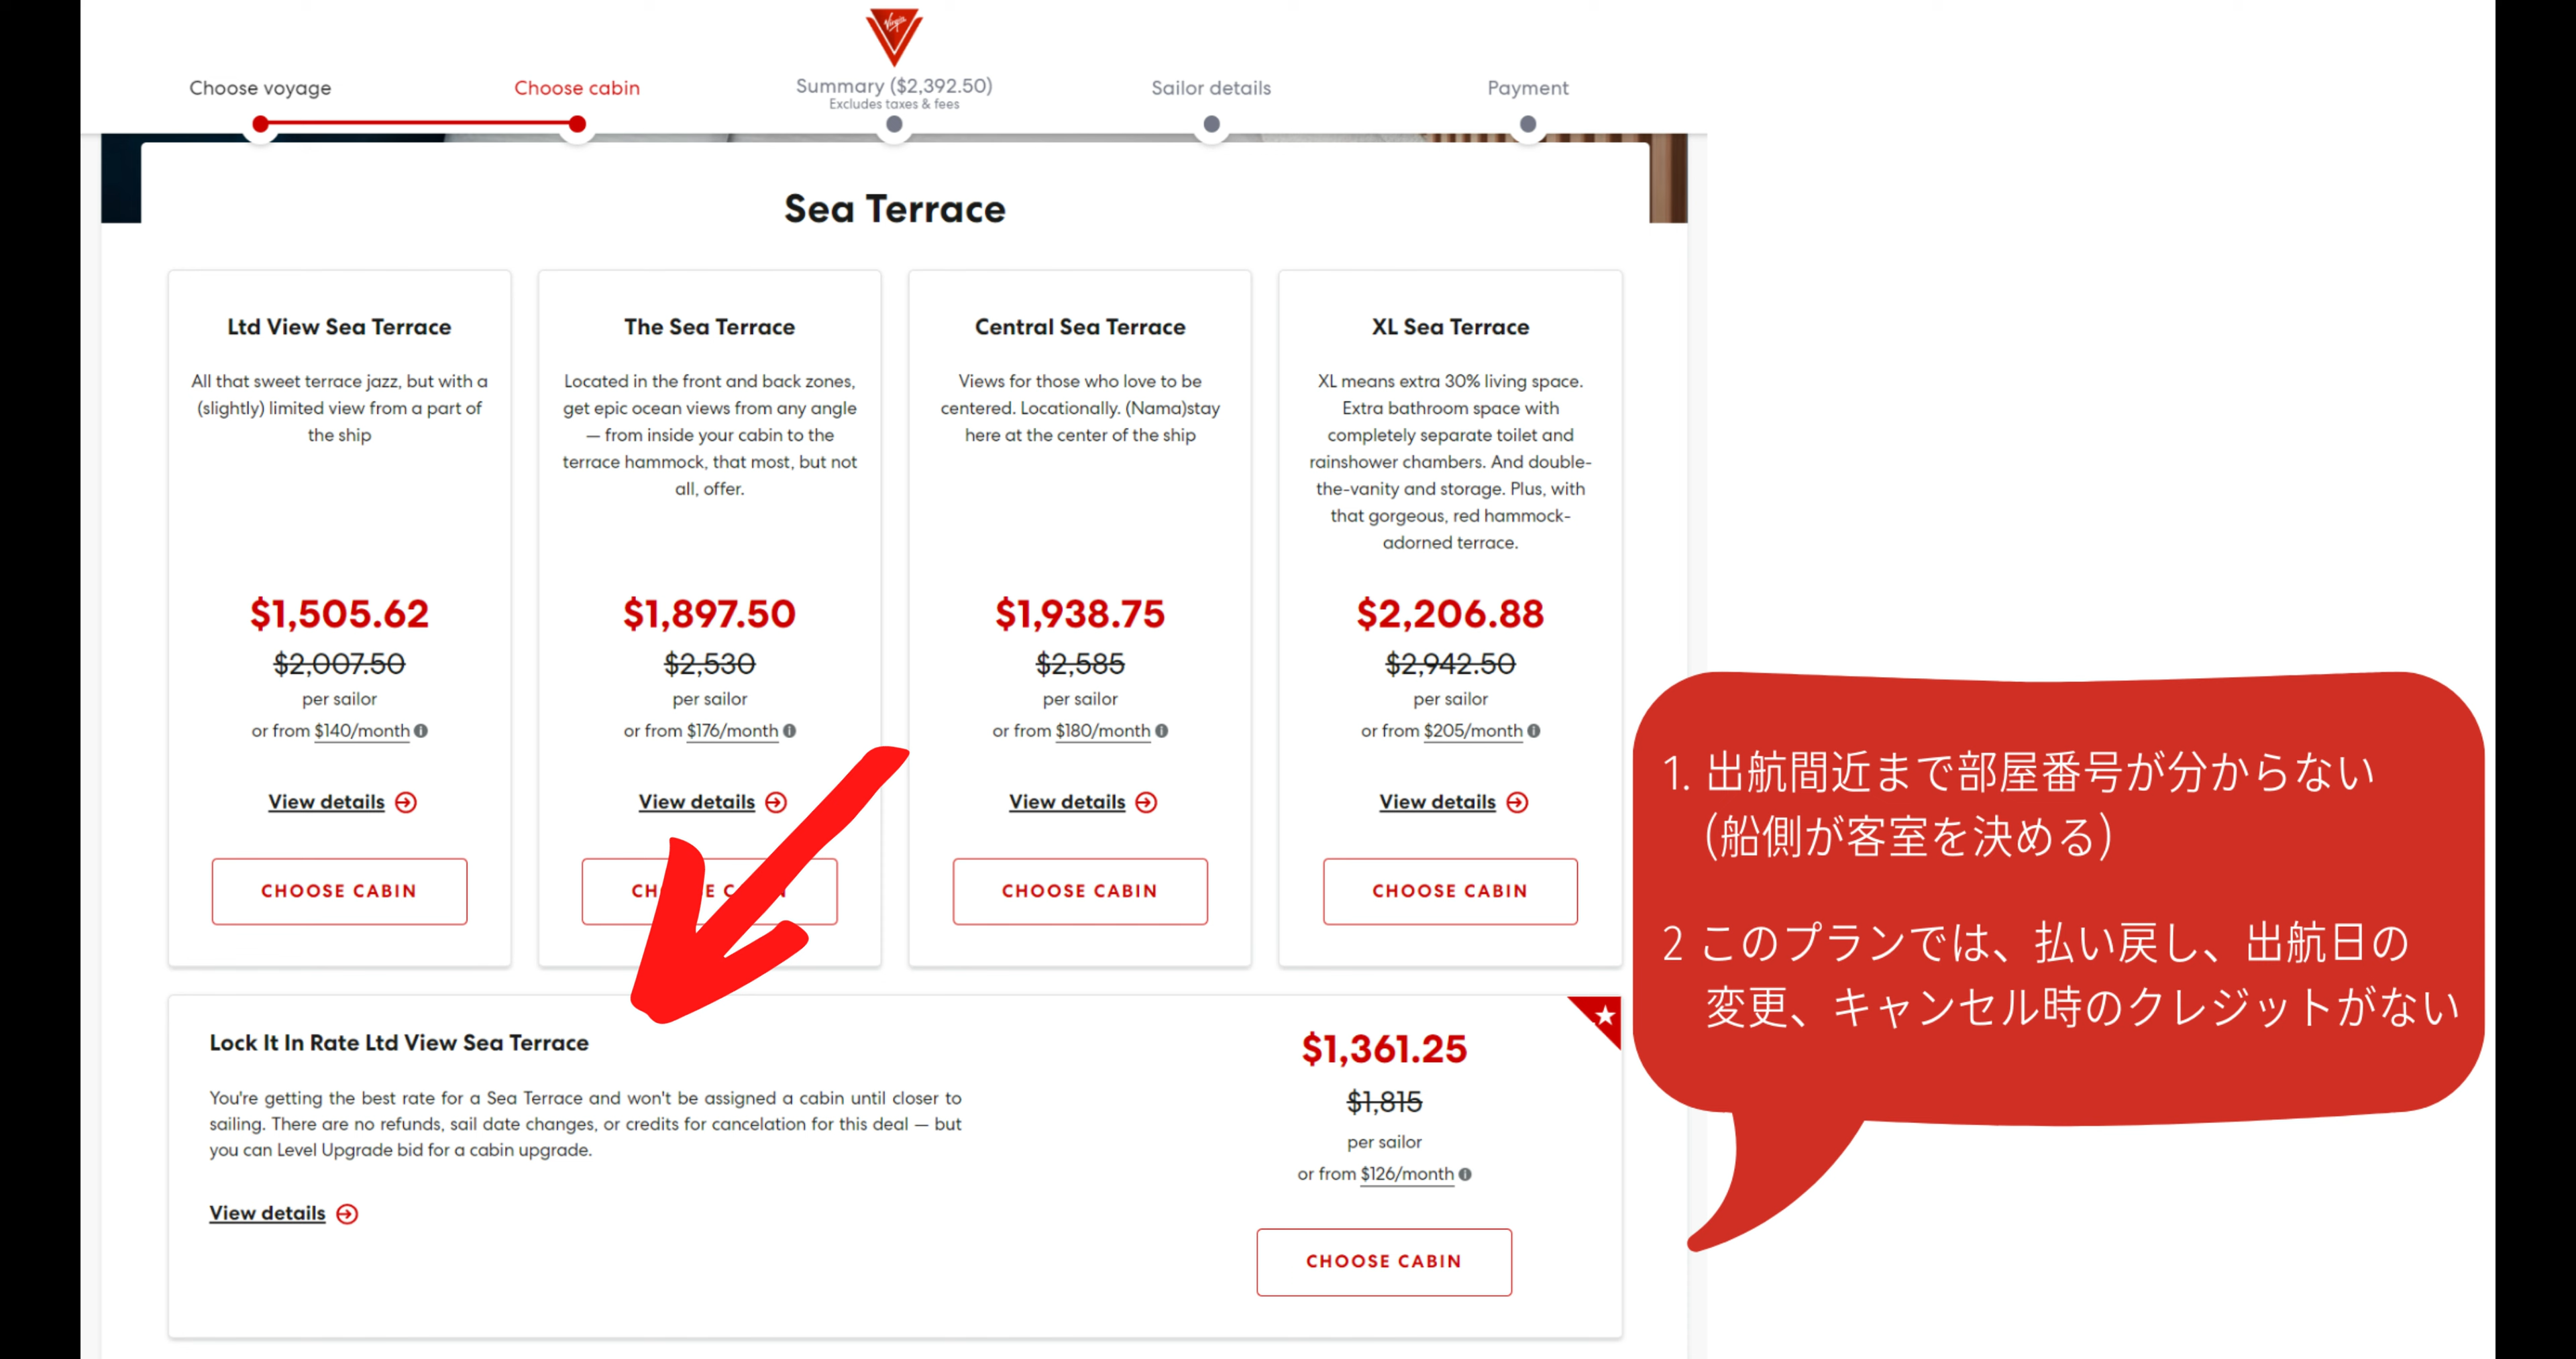 Virgin
Choose voyage
Choose cabin
Summary ($2,392.50)
Excludes taxes & fees
Sailor details
Payment
Sea Terrace
Ltd View Sea Terrace
All that sweet terrace jazz, but with a
(slightly) limited view from a part of
the ship
$1,505.62
$2,007.50
per sailor
or from $140/month
View details
CHOOSE CABIN
The Sea Terrace
Located in the front and back zones,
get epic ocean views from any angle
— from inside your cabin to the
terrace hammock, that most, but not
all, offer.
$1,897.50
$2,530
per sailor
or from $176/month
View details
Central Sea Terrace
Views for those who love to be
centered. Locationally. (Nama)stay
here at the center of the ship
$1,938.75
$2,585
per sailor
or from $180/month
View details
CHOOSE CABIN
XL Sea Terrace
XL means extra 30% living space.
Extra bathroom space with
completely separate toilet and
rainshower chambers. And double-
the-vanity and storage. Plus, with
that gorgeous, red hammock-
adorned terrace.
$2,206.88
$2,942.50
per sailor
or from $205/month
View details
CHOOSE CABIN
Lock It In Rate Ltd View Sea Terrace
You're getting the best rate for a Sea Terrace and won't be assigned a cabin until closer to
sailing. There are no refunds, sail date changes, or credits for cancelation for this deal — but
you can Level Upgrade bid for a cabin upgrade.
View details
$1,361.25
$1,815
per sailor
or from $126/month
CHOOSE CABIN
1. 出航間近まで部屋番号が分からない
(船側が客室を決める)
2 このプランでは、払い戻し、出航日の
変更、キャンセル時のクレジットがない